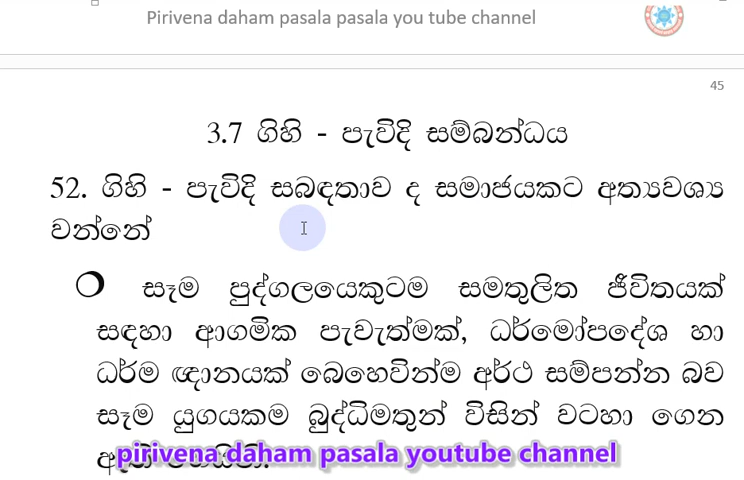 Pirivena daham pasala pasala you tube channel
45
3.7 ගිහි - පැවිදි සම්බන්ධය
52. ගිහි - පැවිදි සබඳතාව ද සමාජයකට අත්‍යවශ්‍ය
වන්නේ
සෑම පුද්ගලයෙකුටම සමතුලිත ජීවිතයක්
සඳහා ආගමික පැවැත්මක්, ධර්මෝපදේශ හා
ධර්ම ඥානයක් බෙහෙවින්ම අර්ථ සම්පන්න බව
සෑම යුගයකම බුද්ධිමතුන් විසින් වටහා ගෙන
pirivena daham pasala youtube channel